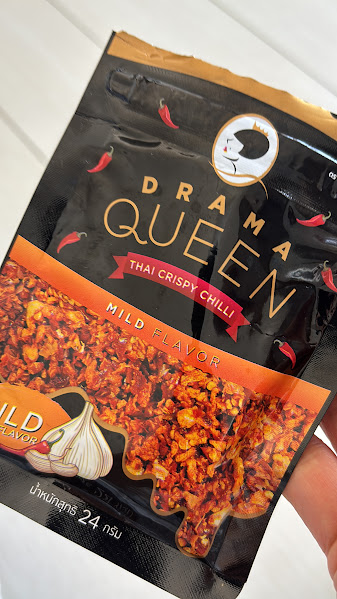 DRAMA
QUEEN
THAI CRISPY CHILLI
MILD FLAVOR
FLAVOR
น้ำหนักสุทธิ 24 กรัม